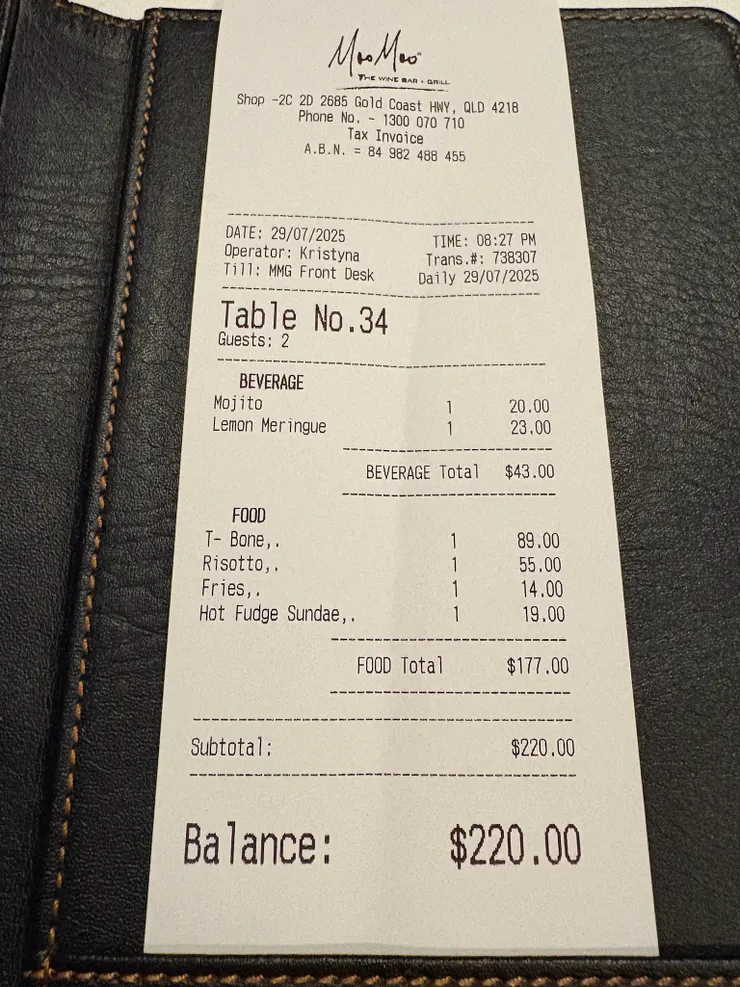 Moo Moo
THE WINE BAR + GRILL
Shop -2C 2D 2685 Gold Coast HWY, QLD 4218
Phone No. - 1300 070 710
Tax Invoice
A.B.N. = 84 982 488 455
DATE: 29/07/2025 TIME: 08:27 PM
Operator: Kristyna Trans.#: 738307
Till: MMG Front Desk Daily 29/07/2025
Table No.34
Guests: 2
BEVERAGE
Mojito 1 20.00
Lemon Meringue 1 23.00
BEVERAGE Total $43.00
FOOD
T- Bone,. 1 89.00
Risotto,. 1 55.00
Fries,. 1 14.00
Hot Fudge Sundae,. 1 19.00
FOOD Total $177.00
Subtotal: $220.00
Balance: $220.00